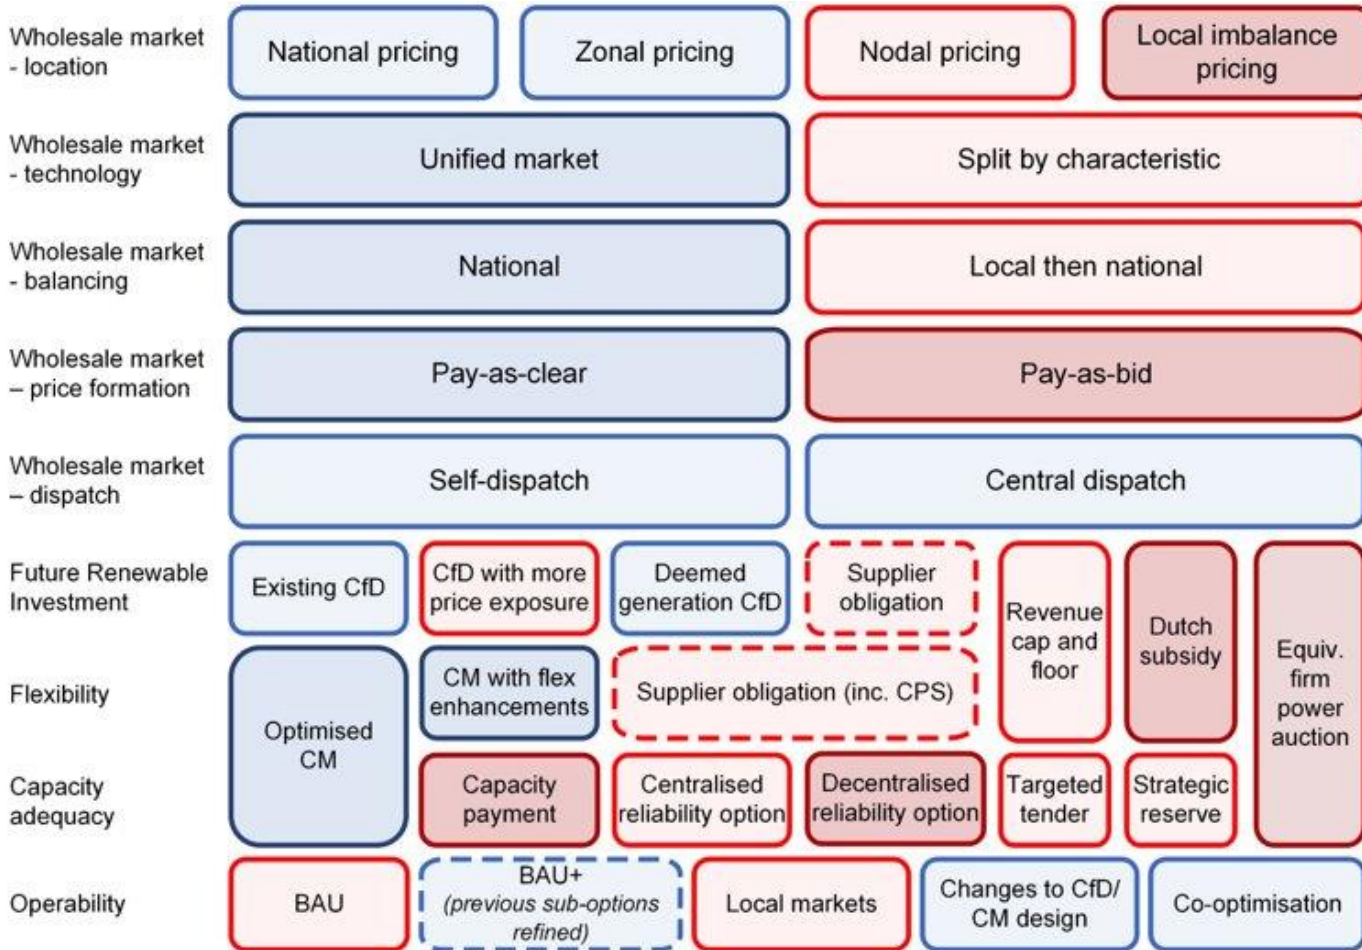 Wholesale market
- location
National pricing
Zonal pricing
Nodal pricing
Local imbalance
pricing
Wholesale market
- technology
Unified market
Split by characteristic
Wholesale market
- balancing
National
Local then national
Wholesale market
– price formation
Pay-as-clear
Pay-as-bid
Wholesale market
– dispatch
Self-dispatch
Central dispatch
Future Renewable
Investment
Existing CfD
CfD with more
price exposure
Deemed
generation CfD
Supplier
obligation
Revenue
cap and
floor
Dutch
subsidy
Equiv.
firm
power
auction
Flexibility
Optimised
CM
CM with flex
enhancements
Supplier obligation (inc. CPS)
Capacity
adequacy
Capacity
payment
Centralised
reliability option
Decentralised
reliability option
Targeted
tender
Strategic
reserve
Operability
BAU
BAU+
(previous sub-options
refined)
Local markets
Changes to CfD/
CM design
Co-optimisation